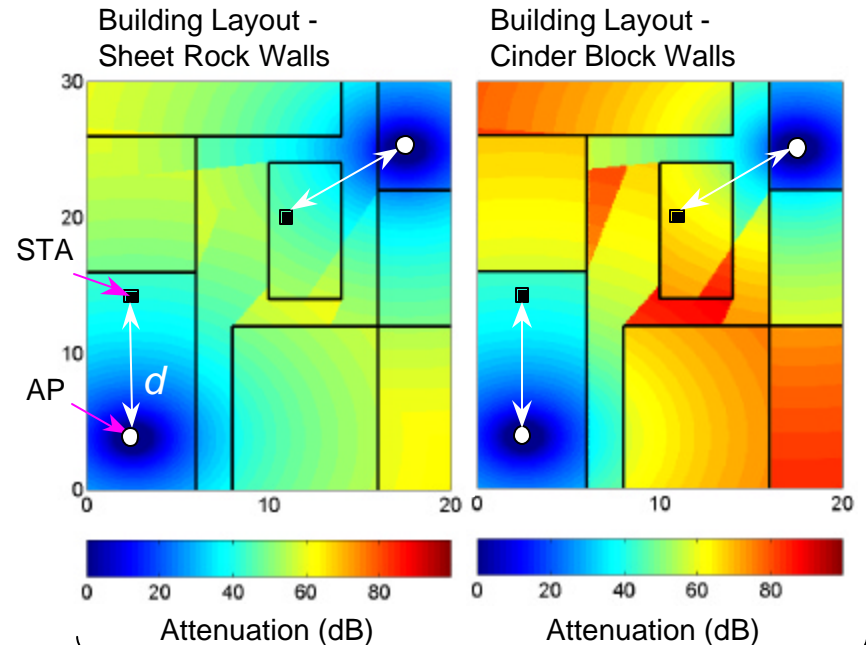 Building Layout -
Sheet Rock Walls
Building Layout -
Cinder Block Walls
30
20
STA
10
d
AP
0
0
10
20
0
10
20
0
20
40
60
80
0
20
40
60
80
Attenuation (dB)
Attenuation (dB)